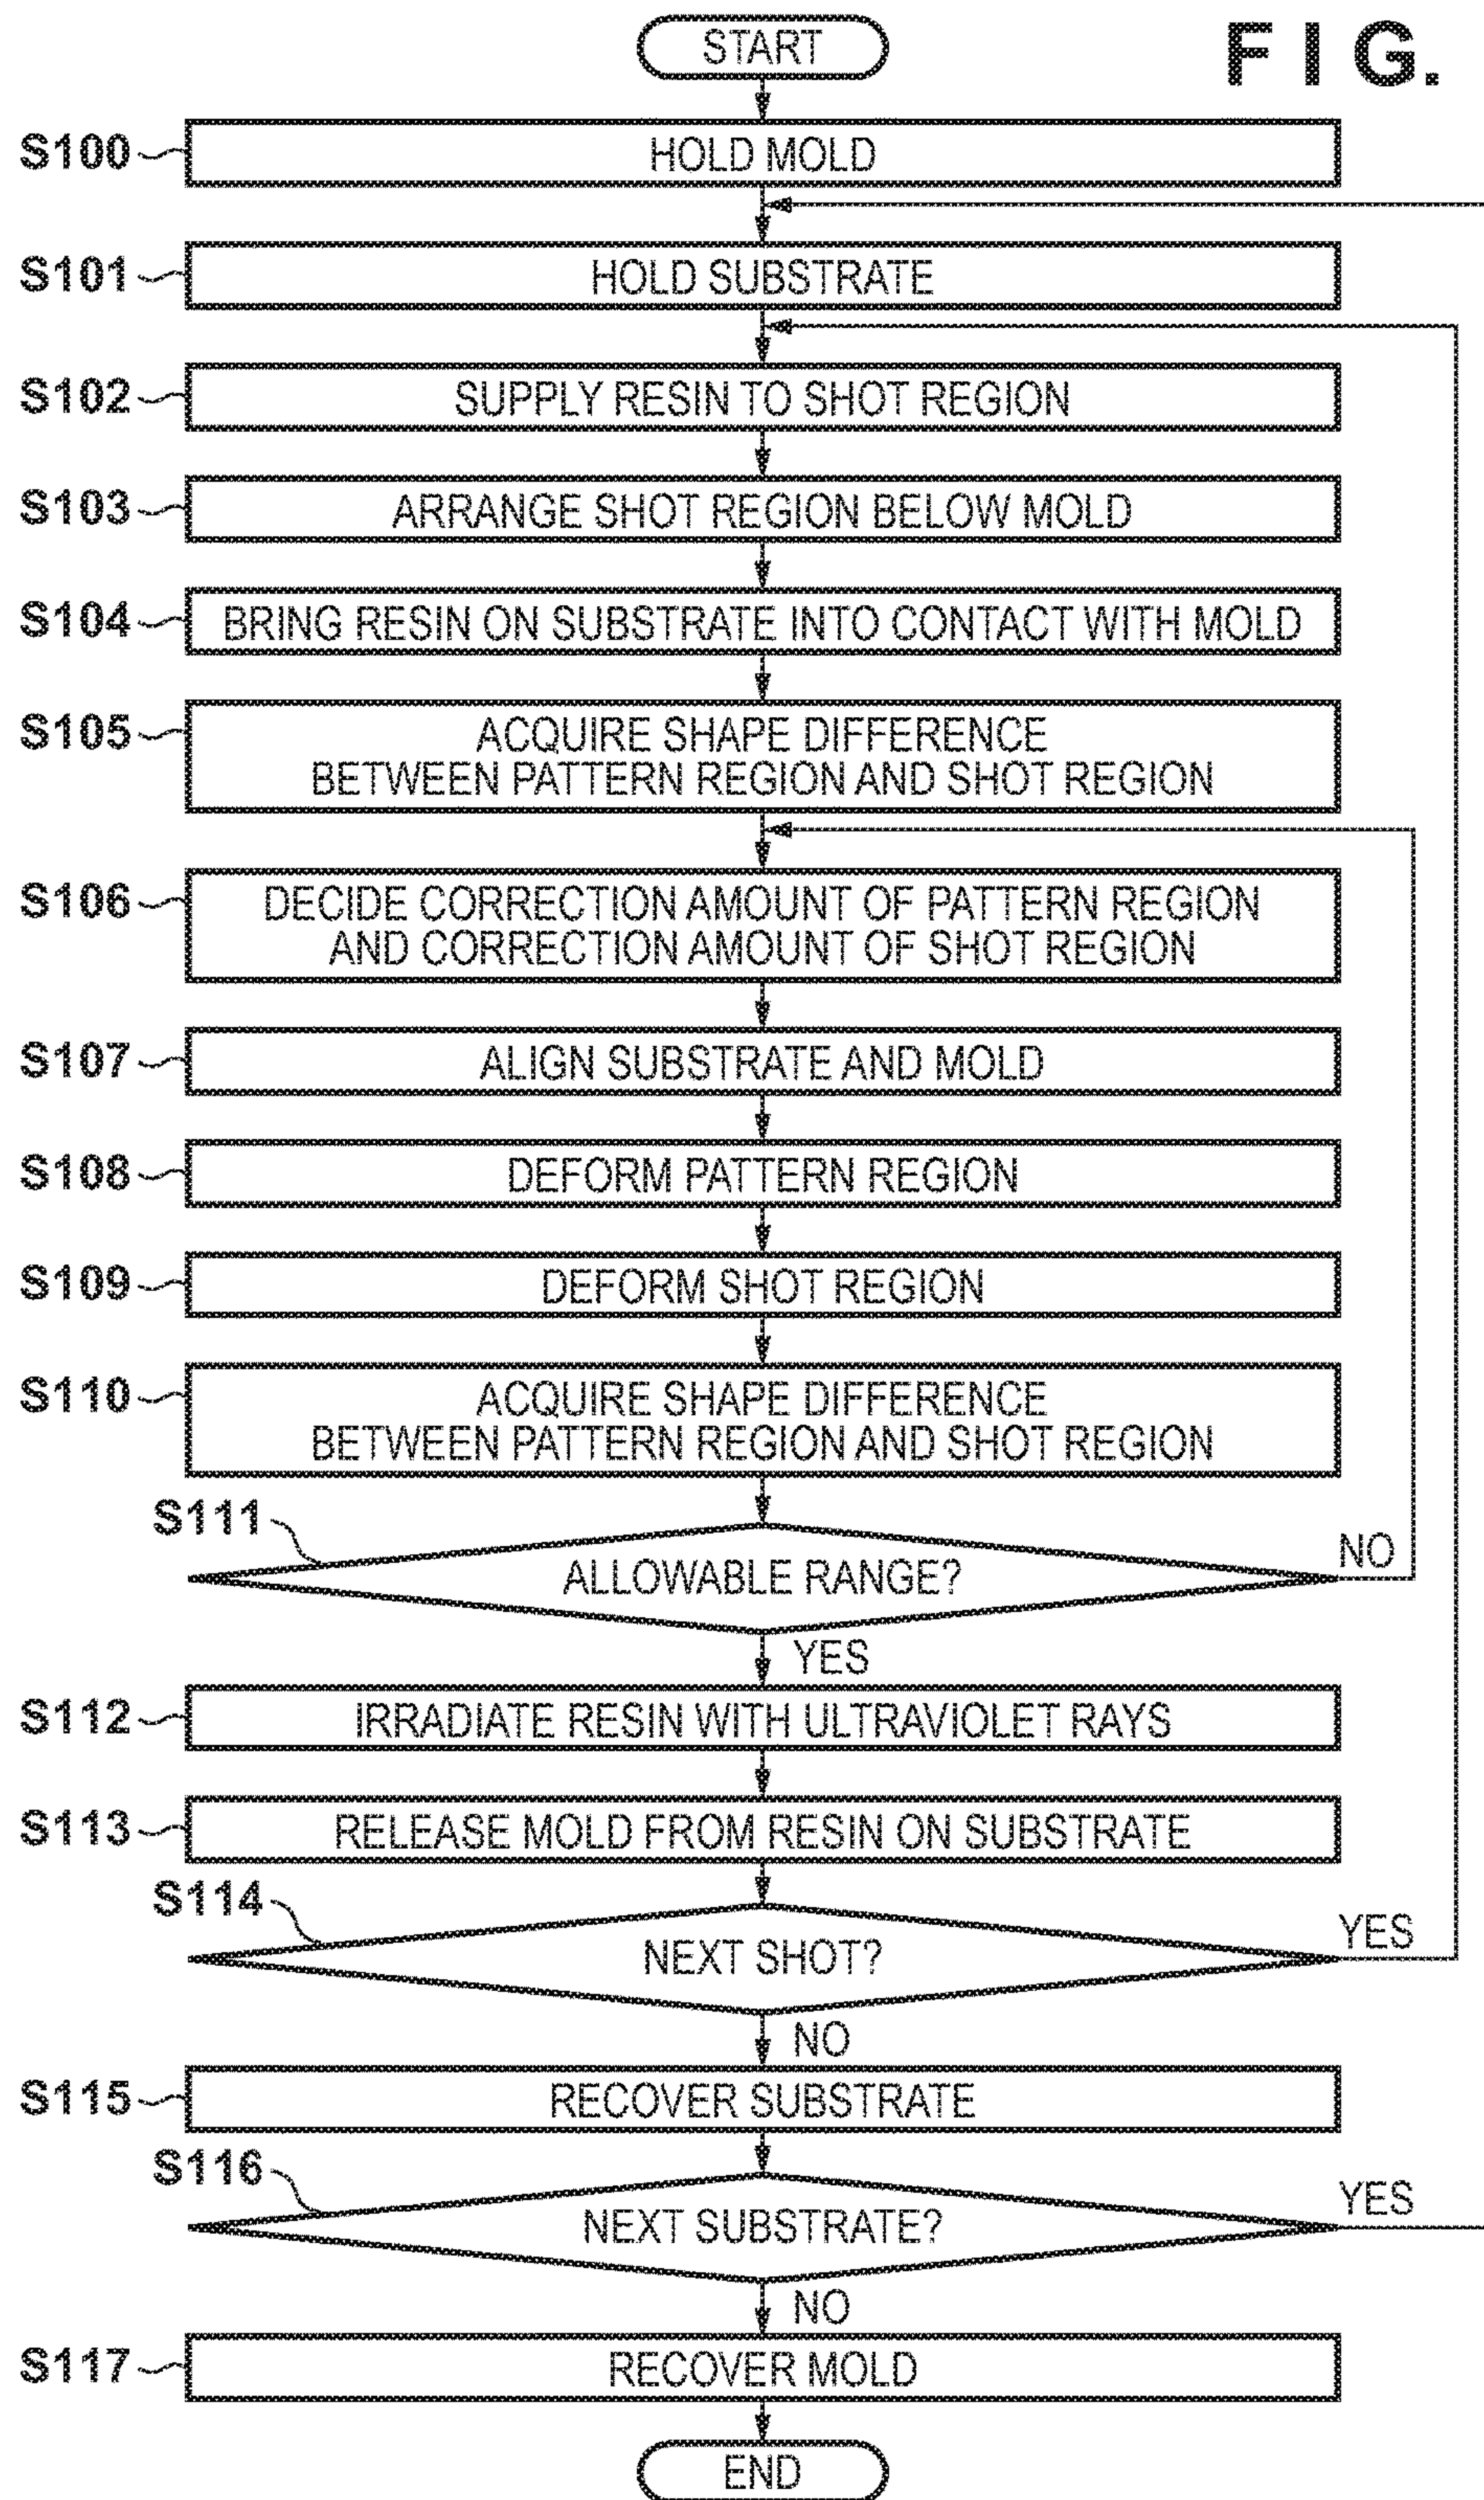 START
FIG.
S100
HOLD MOLD
S101
HOLD SUBSTRATE
S102
SUPPLY RESIN TO SHOT REGION
S103
ARRANGE SHOT REGION BELOW MOLD
S104
BRING RESIN ON SUBSTRATE INTO CONTACT WITH MOLD
S105
ACQUIRE SHAPE DIFFERENCE
BETWEEN PATTERN REGION AND SHOT REGION
S106
DECIDE CORRECTION AMOUNT OF PATTERN REGION
AND CORRECTION AMOUNT OF SHOT REGION
S107
ALIGN SUBSTRATE AND MOLD
S108
DEFORM PATTERN REGION
S109
DEFORM SHOT REGION
S110
ACQUIRE SHAPE DIFFERENCE
BETWEEN PATTERN REGION AND SHOT REGION
S111
ALLOWABLE RANGE?
NO
YES
S112
IRRADIATE RESIN WITH ULTRAVIOLET RAYS
S113
RELEASE MOLD FROM RESIN ON SUBSTRATE
S114
NEXT SHOT?
YES
NO
S115
RECOVER SUBSTRATE
S116
NEXT SUBSTRATE?
YES
NO
S117
RECOVER MOLD
END